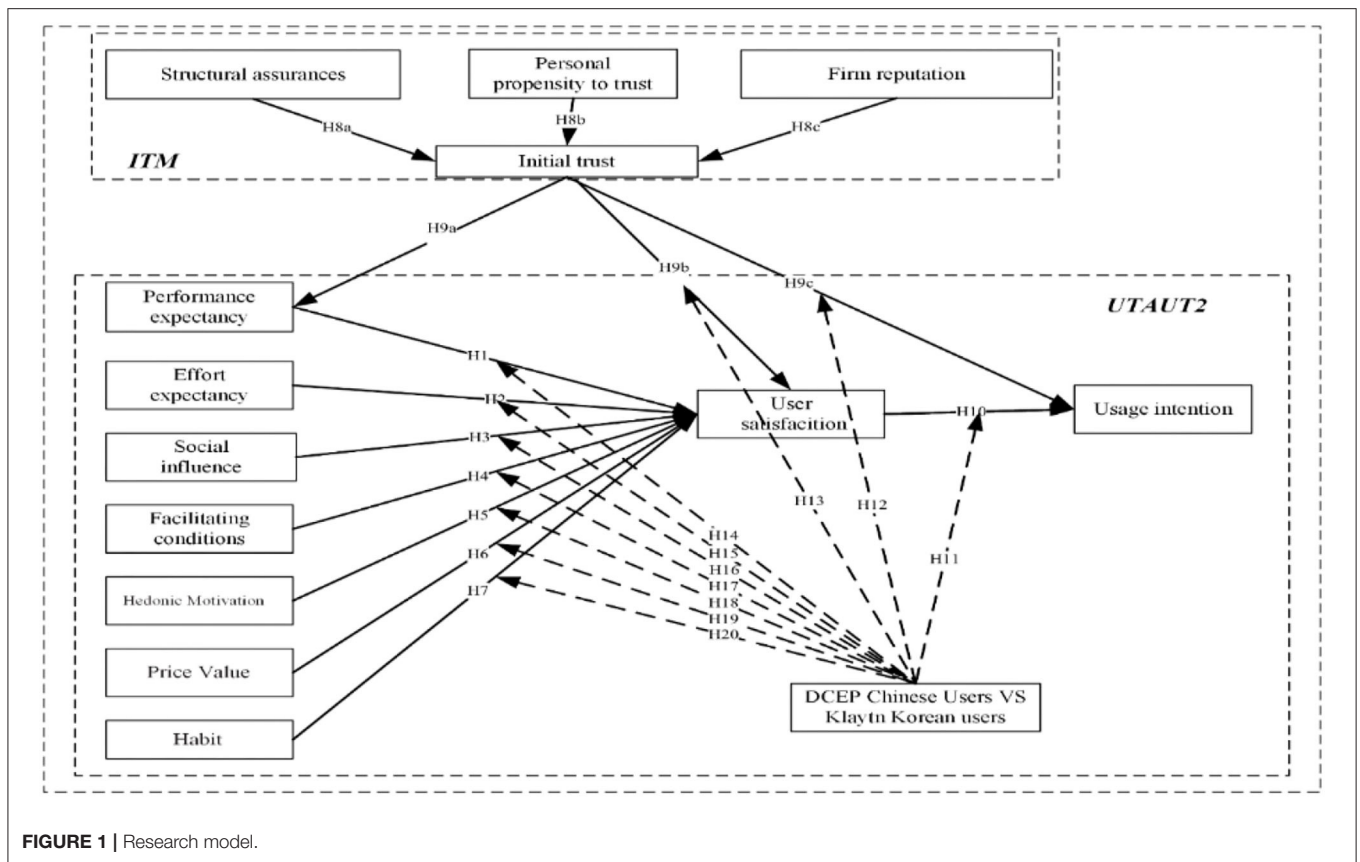 Structural assurances
Personal
propensity to trust
Firm reputation
H8a
H8b
H8c
ITM
Initial trust
H9a
H9b
H9c
UTAUT2
Performance
expectancy
H1
Effort
expectancy
H2
Social
influence
H3
Facilitating
conditions
H4
Hedonic Motivation
H5
Price Value
H6
Habit
H7
User
satisfacition
H10
Usage intention
H13
H12
H11
H14
H15
H16
H17
H18
H19
H20
DCEP Chinese Users VS
Klaytn Korean users
FIGURE 1 | Research model.